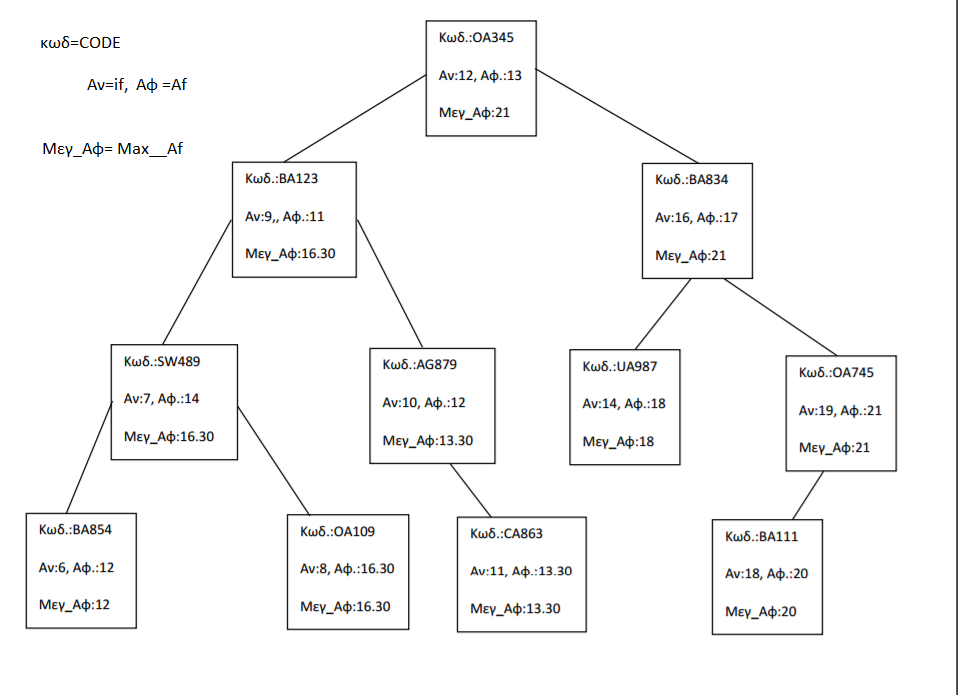 κωδ=CODE
Αν=if, Αφ =Af
Μεγ_Αφ= Max__Af
Κωδ.:OA345
Αν:12, Αφ.:13
Μεγ_Αφ:21
Κωδ.:BA123
Αν:9,, Αφ.:11
Μεγ_Αφ:16.30
Κωδ.:BA834
Αν:16, Αφ.:17
Μεγ_Αφ:21
Κωδ.:SW489
Αν:7, Αφ.:14
Μεγ_Αφ:16.30
Κωδ.:AG879
Αν:10, Αφ.:12
Μεγ_Αφ:13.30
Κωδ.:UA987
Αν:14, Αφ.:18
Μεγ_Αφ:18
Κωδ.:OA745
Αν:19, Αφ.:21
Μεγ_Αφ:21
Κωδ.:BA854
Αν:6, Αφ.:12
Μεγ_Αφ:12
Κωδ.:OA109
Αν:8, Αφ.:16.30
Μεγ_Αφ:16.30
Κωδ.:CA863
Αν:11, Αφ.:13.30
Μεγ_Αφ:13.30
Κωδ.:BA111
Αν:18, Αφ.:20
Μεγ_Αφ:20